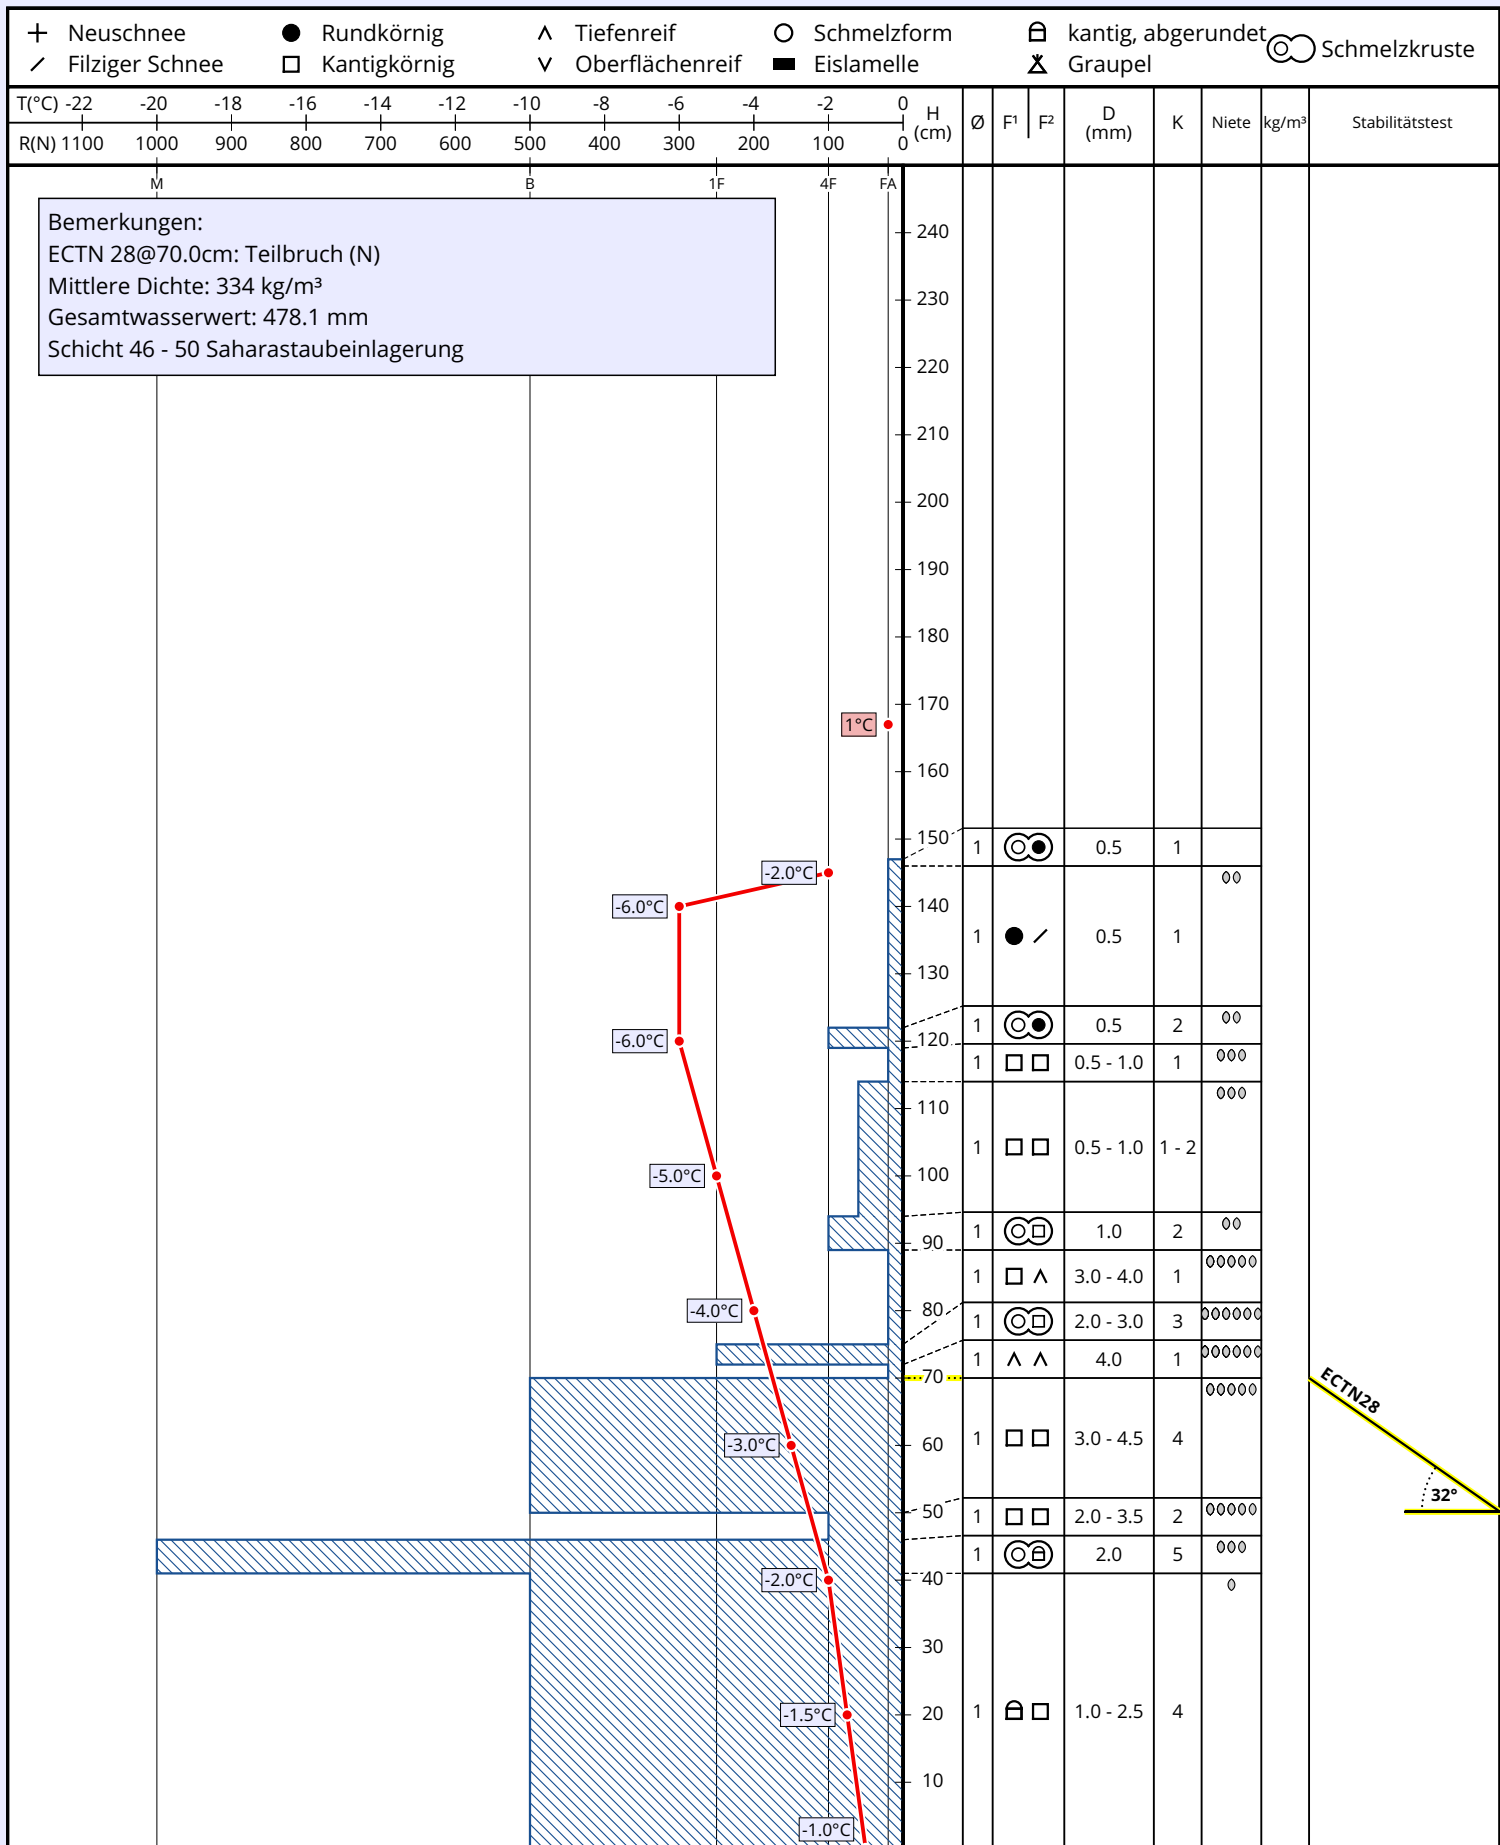 Neuschnee Rundkörnig Tiefenreif Schmelzform kantig, abgerundet Schmelzkruste
Filziger Schnee Kantigkörnig Oberflächenreif Eislamelle Graupel
T(°C) -22 -20 -18 -16 -14 -12 -10 -8 -6 -4 -2 0
R(N) 1100 1000 900 800 700 600 500 400 300 200 100 0
H (cm) Ø F¹ F² D (mm) K Niete kg/m³ Stabilitätstest
M B 1F 4F FA
Bemerkungen:
ECTN 28@70.0cm: Teilbruch (N)
Mittlere Dichte: 334 kg/m³
Gesamtwasserwert: 478.1 mm
Schicht 46 - 50 Saharastaubeinlagerung
240
230
220
210
200
190
180
170
1°C
160
150
1 0.5 1
-2.0°C
-6.0°C 140
1 0.5 1
130
1 0.5 2
-6.0°C 120
1 0.5 - 1.0 1
110
1 0.5 - 1.0 1 - 2
-5.0°C 100
1 1.0 2
90
1 3.0 - 4.0 1
-4.0°C 80
1 2.0 - 3.0 3
1 4.0 1
70 ECTN28
1 3.0 - 4.5 4
-3.0°C 60
32°
50
1 2.0 - 3.5 2
1 2.0 5
-2.0°C 40
30
1 1.0 - 2.5 4
-1.5°C 20
10
-1.0°C